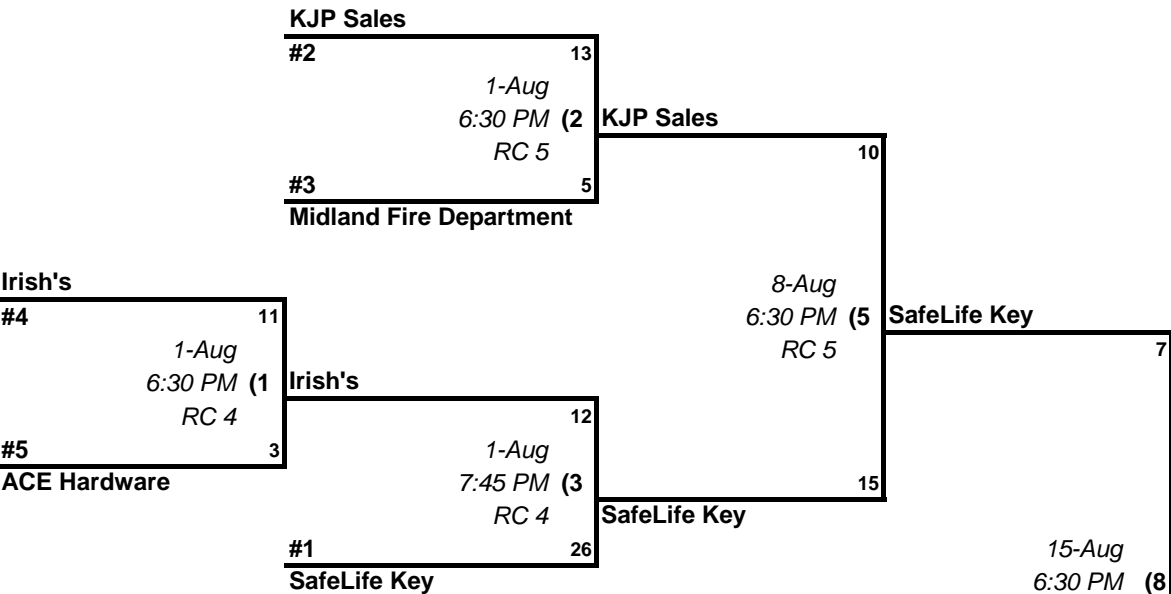 KJP Sales
#2 13
1-Aug
6:30 PM (2 KJP Sales
RC 5 10
#3 5
Midland Fire Department
Irish's 8-Aug
#4 11 6:30 PM (5 SafeLife Key
1-Aug RC 5 7
6:30 PM (1 Irish's
RC 4 12
#5 3 1-Aug
ACE Hardware 7:45 PM (3 15
RC 4 SafeLife Key
#1 26 15-Aug
SafeLife Key 6:30 PM (8